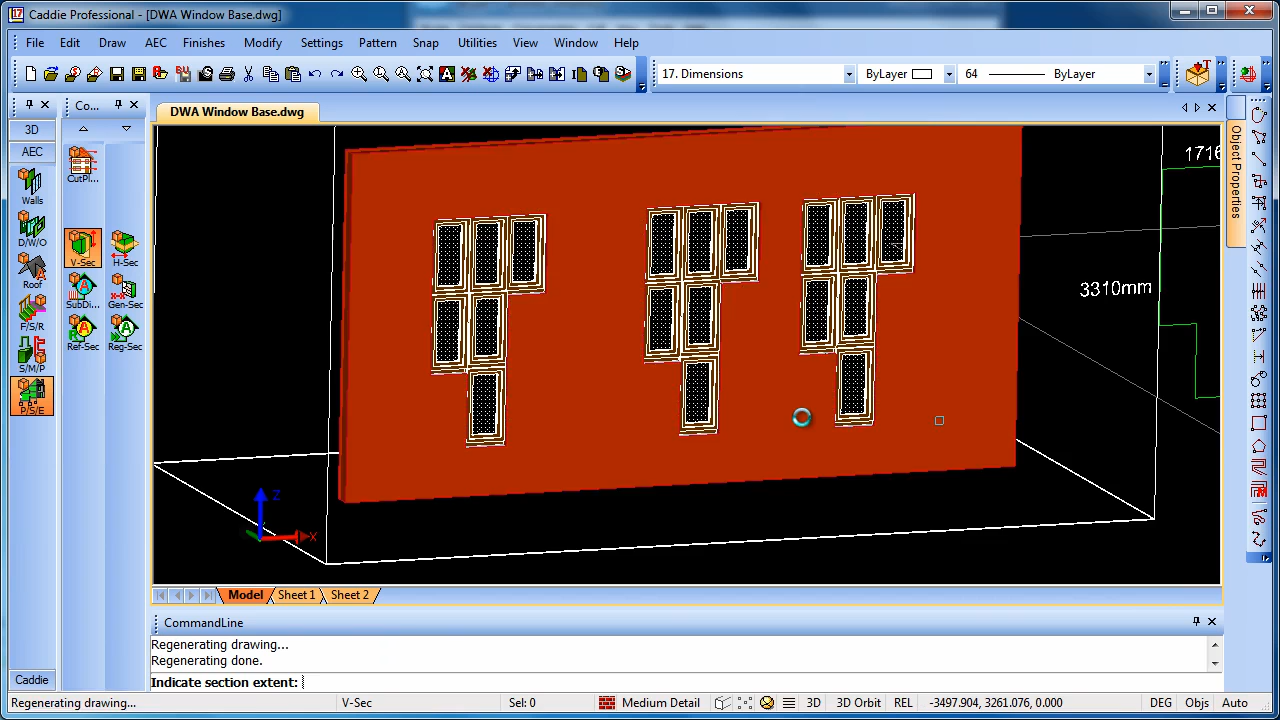 Caddie Professional - [DWA Window Base.dwg]
File Edit Draw AEC Finishes Modify Settings Pattern Snap Utilities View Window Help
17. Dimensions ByLayer 64 ByLayer
Co...
DWA Window Base.dwg
3D
AEC
CutPl...
Walls
D/W/O
V-Sec H-Sec
Roof
SubDi... Gen-Sec
F/S/R
Ref-Sec Reg-Sec
S/M/P
P/S/E
Object Properties
1716
3310mm
Z
X
Model Sheet 1 Sheet 2
CommandLine
Regenerating drawing...
Regenerating done.
Indicate section extent:
Caddie
Regenerating drawing... V-Sec Sel: 0 Medium Detail 3D 3D Orbit REL -3497.904, 3261.076, 0.000 DEG Objs Auto